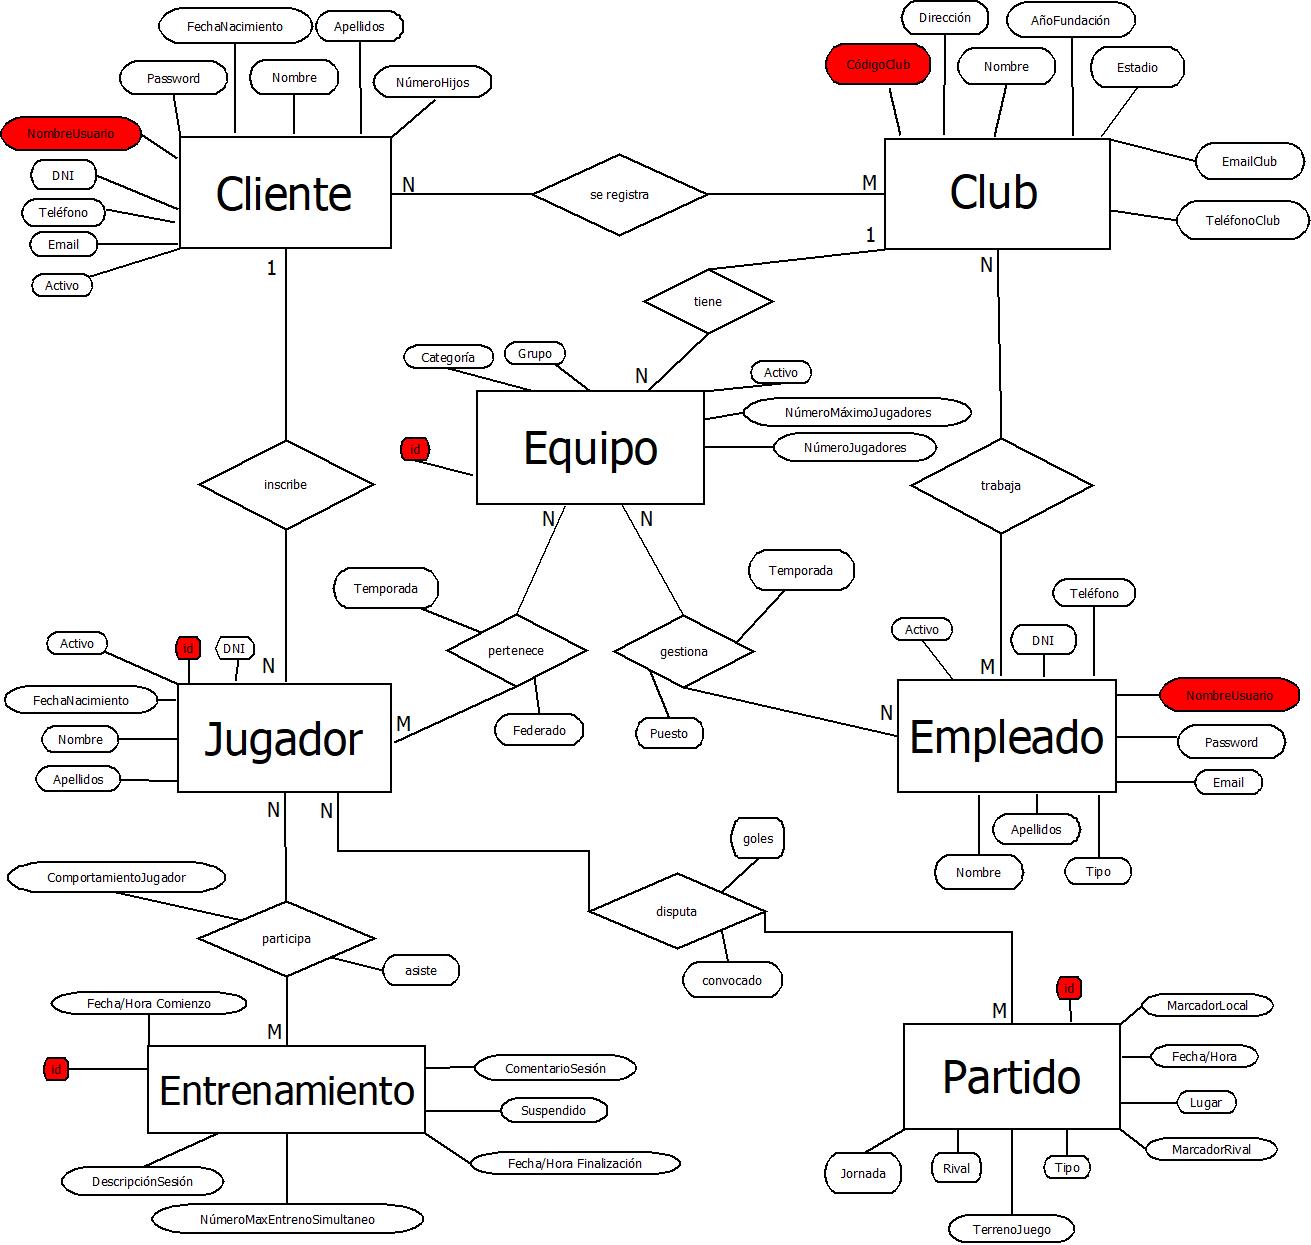 FechaNacimiento
Apellidos
Password
Nombre
NúmeroHijos
NombreUsuario
DNI
Teléfono
Email
Activo
Cliente
N
se registra
M
Dirección
AñoFundación
CódigoClub
Nombre
Estadio
Club
EmailClub
TeléfonoClub
1
1
N
tiene
Categoría
Grupo
N
Activo
NúmeroMáximoJugadores
NúmeroJugadores
id
Equipo
inscribe
trabaja
N
N
Temporada
Temporada
Teléfono
Activo
DNI
Activo
id
DNI
N
pertenece
gestiona
M
FechaNacimiento
Nombre
Apellidos
Jugador
M
Federado
Puesto
N
Empleado
NombreUsuario
Password
Email
N
N
goles
Apellidos
Nombre
Tipo
ComportamientoJugador
disputa
participa
asiste
convocado
Fecha/Hora Comienzo
M
id
M
MarcadorLocal
id
Entrenamiento
ComentarioSesión
Suspendido
Fecha/Hora Finalización
Partido
Fecha/Hora
Lugar
MarcadorRival
DescripciónSesión
NúmeroMaxEntrenoSimultaneo
Jornada
Rival
Tipo
TerrenoJuego